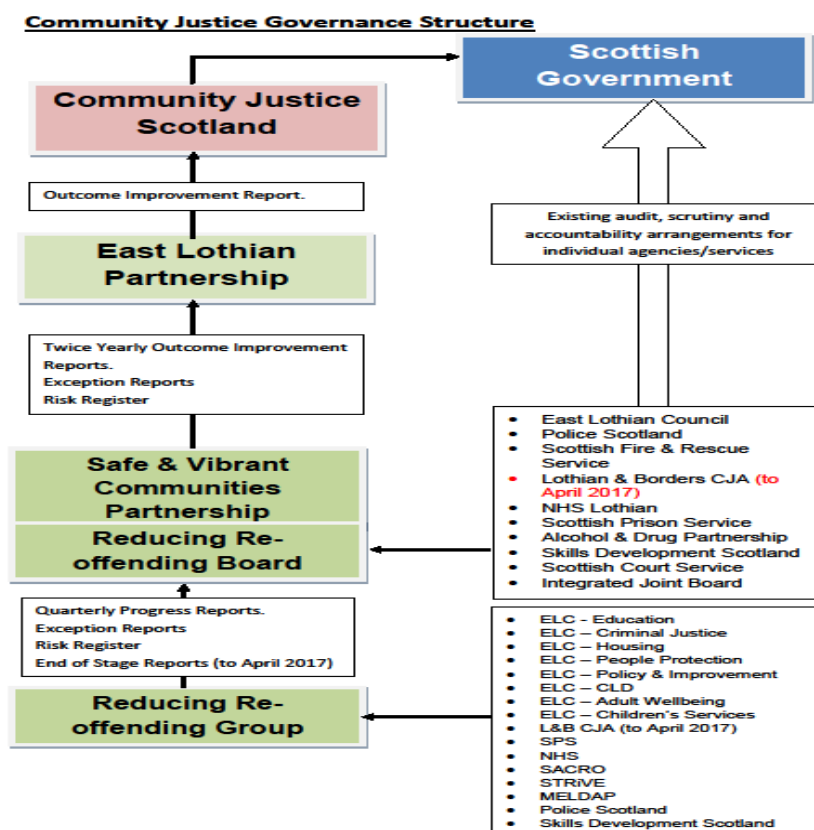 Community Justice Governance Structure
Scottish
Government
Community Justice
Scotland
Outcome Improvement Report.
Existing audit, scrutiny and
accountability arrangements for
individual agencies/services
East Lothian
Partnership
Twice Yearly Outcome Improvement
Reports.
Exception Reports
Risk Register
• East Lothian Council
• Police Scotland
• Scottish Fire & Rescue
Service
• Lothian & Borders CJA (to
April 2017)
• NHS Lothian
• Scottish Prison Service
• Alcohol & Drug Partnership
• Skills Development Scotland
• Scottish Court Service
• Integrated Joint Board
Safe & Vibrant
Communities
Partnership
Reducing Re-
offending Board
Quarterly Progress Reports.
Exception Reports
Risk Register
End of Stage Reports (to April 2017)
• ELC - Education
• ELC – Criminal Justice
• ELC – Housing
• ELC – People Protection
• ELC – Policy & Improvement
• ELC – CLD
• ELC – Adult Wellbeing
• ELC – Children's Services
• L&B CJA (to April 2017)
• SPS
• NHS
• SACRO
• STRiVE
• MELDAP
• Police Scotland
• Skills Development Scotland
Reducing Re-
offending Group